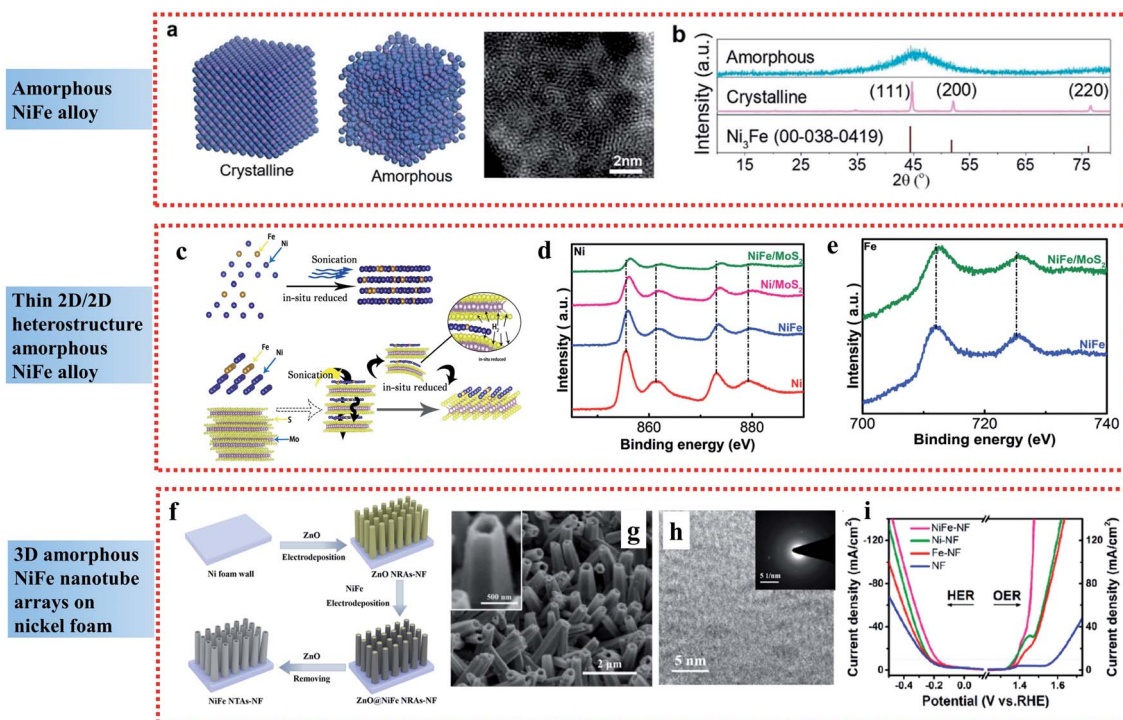 Amorphous
NiFe alloy
a
Crystalline
Amorphous
2nm
b
Intensity (a.u.)
Amorphous
Crystalline
(111)
(200)
(220)
Ni₃Fe (00-038-0419)
15 25 35 45 55 65 75
2θ (°)
Thin 2D/2D
heterostructure
amorphous
NiFe alloy
c
Fe
Ni
Sonication
in-situ reduced
Fe
Ni
Sonication
in-situ reduced
in-situ reduced
S
Mo
d
Ni
NiFe/MoS₂
Ni/MoS₂
NiFe
Ni
Intensity ( a.u.)
860 880
Binding energy (eV)
e
Fe
NiFe/MoS₂
NiFe
Intensity ( a.u.)
700 720 740
Binding energy (eV)
3D amorphous
NiFe nanotube
arrays on
nickel foam
f
Ni foam wall
ZnO
Electrodeposition
ZnO NRAs-NF
NiFe
Electrodeposition
ZnO@NiFe NRAs-NF
ZnO
Removing
NiFe NTAs-NF
g
500 nm
2 μm
h
5 1/nm
5 nm
i
NiFe-NF
Ni-NF
Fe-NF
NF
HER
OER
Current density (mA/cm²)
-120
-80
-40
0
Current density (mA/cm²)
120
80
40
0
-0.4 -0.2 0.0 1.4 1.6
Potential (V vs.RHE)